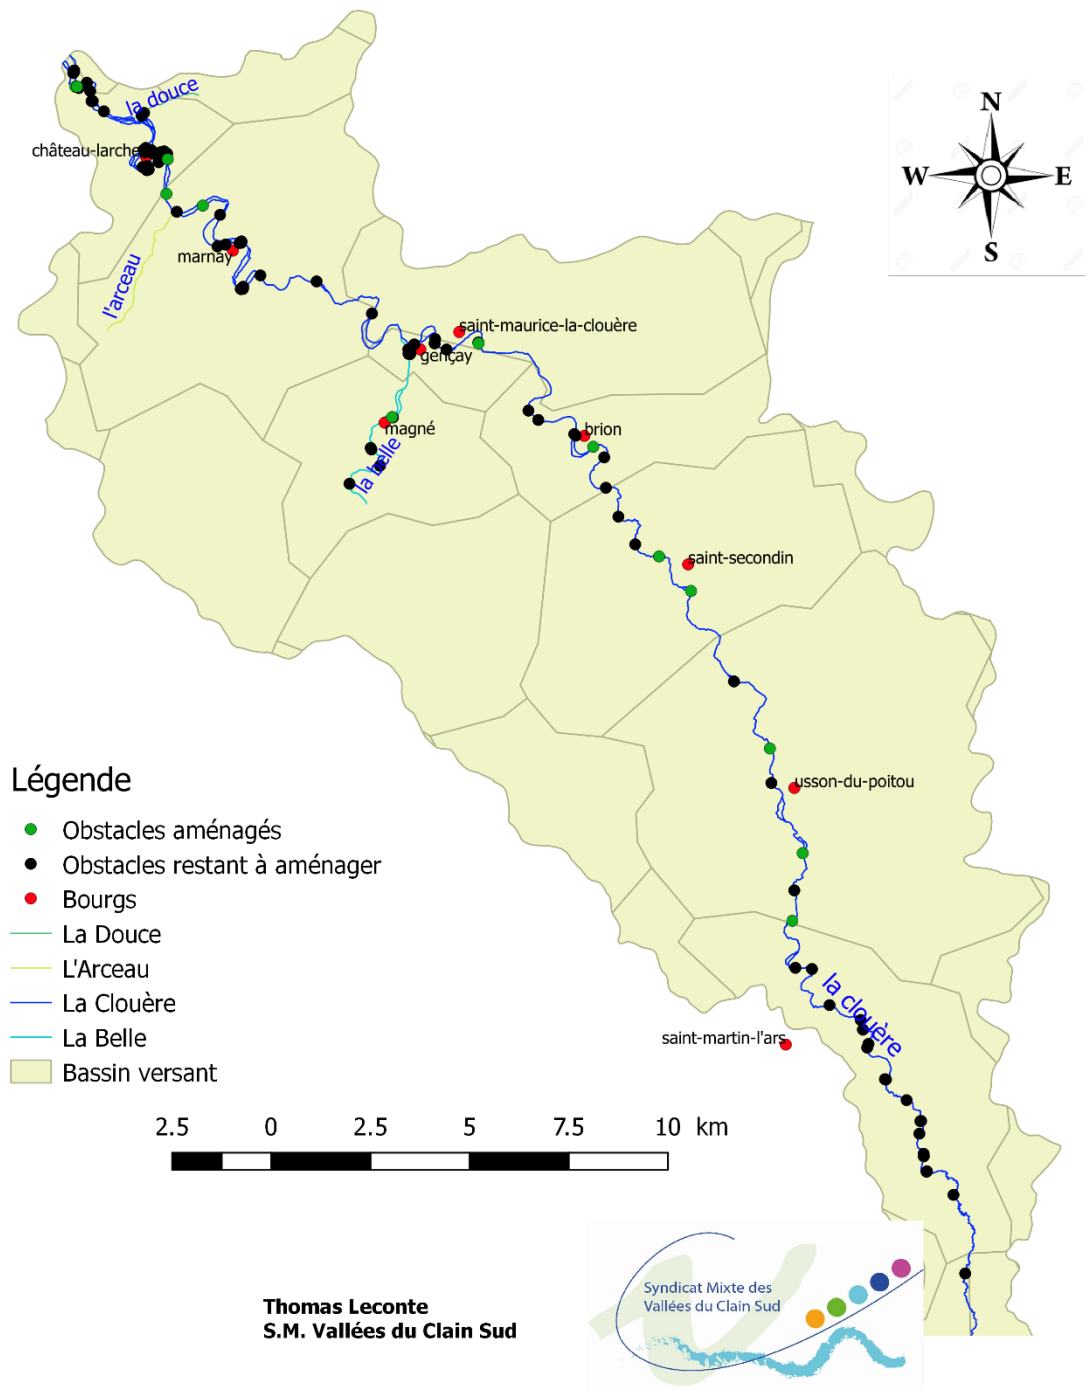 la douce
château-larche
N
W
E
S
l'arceau
marnay
saint-maurice-la-clouère
gençay
magné
la belle
brion
saint-secondin
Légende
Obstacles aménagés
Obstacles restant à aménager
Bourgs
La Douce
L'Arceau
La Clouère
La Belle
Bassin versant
usson-du-poitou
la clouère
saint-martin-l'ars
2.5 0 2.5 5 7.5 10 km
Thomas Leconte
S.M. Vallées du Clain Sud
Syndicat Mixte des
Vallées du Clain Sud